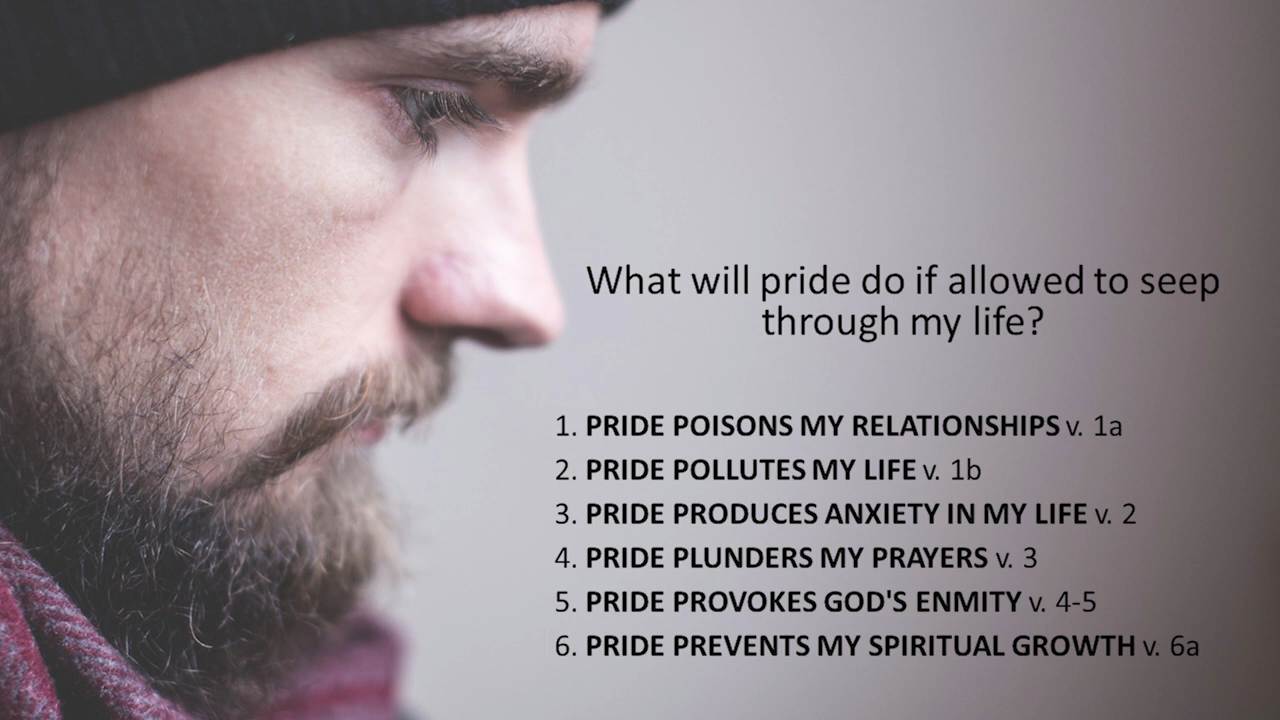 What will pride do if allowed to seep
through my life?
1. PRIDE POISONS MY RELATIONSHIPS v. 1a
2. PRIDE POLLUTES MY LIFE v. 1b
3. PRIDE PRODUCES ANXIETY IN MY LIFE v. 2
4. PRIDE PLUNDERS MY PRAYERS v. 3
5. PRIDE PROVOKES GOD'S ENMITY v. 4-5
6. PRIDE PREVENTS MY SPIRITUAL GROWTH v. 6a